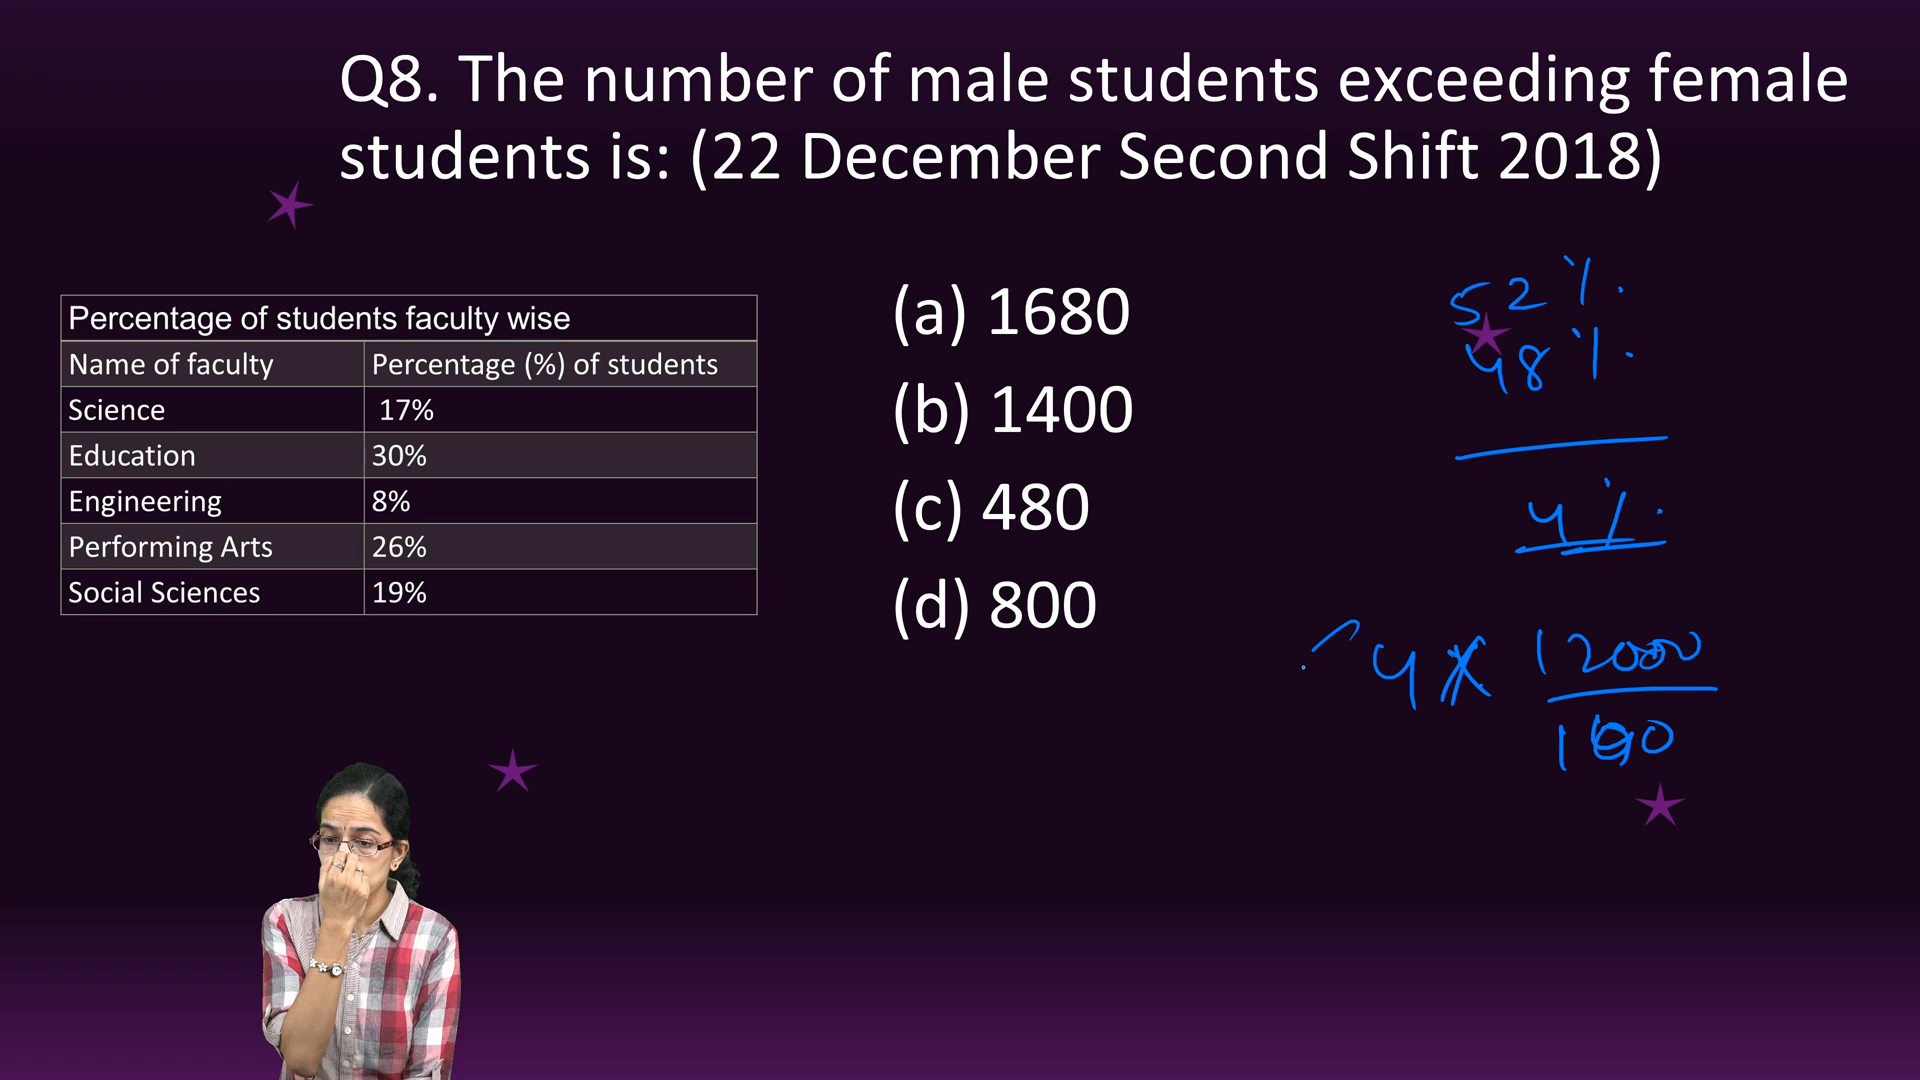 Q8. The number of male students exceeding female
students is: (22 December Second Shift 2018)
Percentage of students faculty wise
Name of faculty Percentage (%) of students
Science 17%
Education 30%
Engineering 8%
Performing Arts 26%
Social Sciences 19%
(a) 1680
(b) 1400
(c) 480
(d) 800
52 %
48 %
4 %
4 × 12000
100